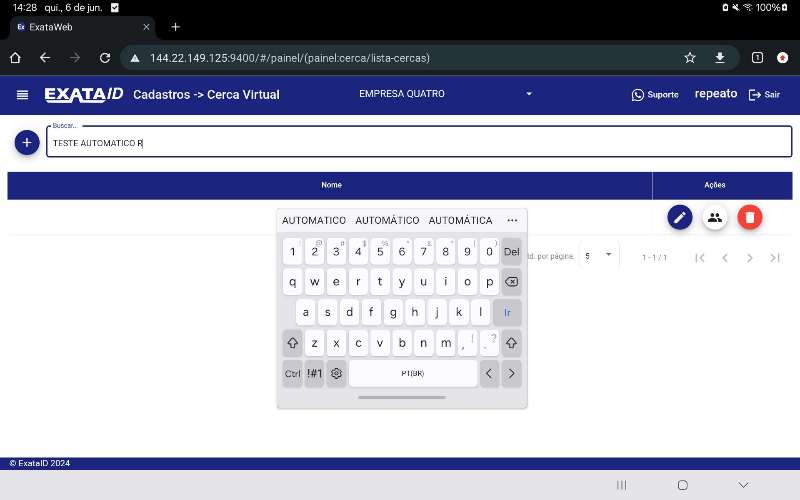 14:28 qui., 6 de jun. 100%
ExataWeb
144.22.149.125:9400/#/painel/(painel:cerca/lista-cercas)
1
EXATAID Cadastros -> Cerca Virtual EMPRESA QUATRO Suporte repeato Sair
Buscar...
TESTE AUTOMATICO R
Nome Ações
AUTOMATICO AUTOMÁTICO AUTOMÁTICA ...
td. por página: 5 1 - 1 / 1
1 2 3 4 5 6 7 8 9 0 Del
q w e r t y u i o p
a s d f g h j k l Ir
z x c v b n m , ! . ?
Ctrl !#1 PT(BR) < >
© ExataID 2024